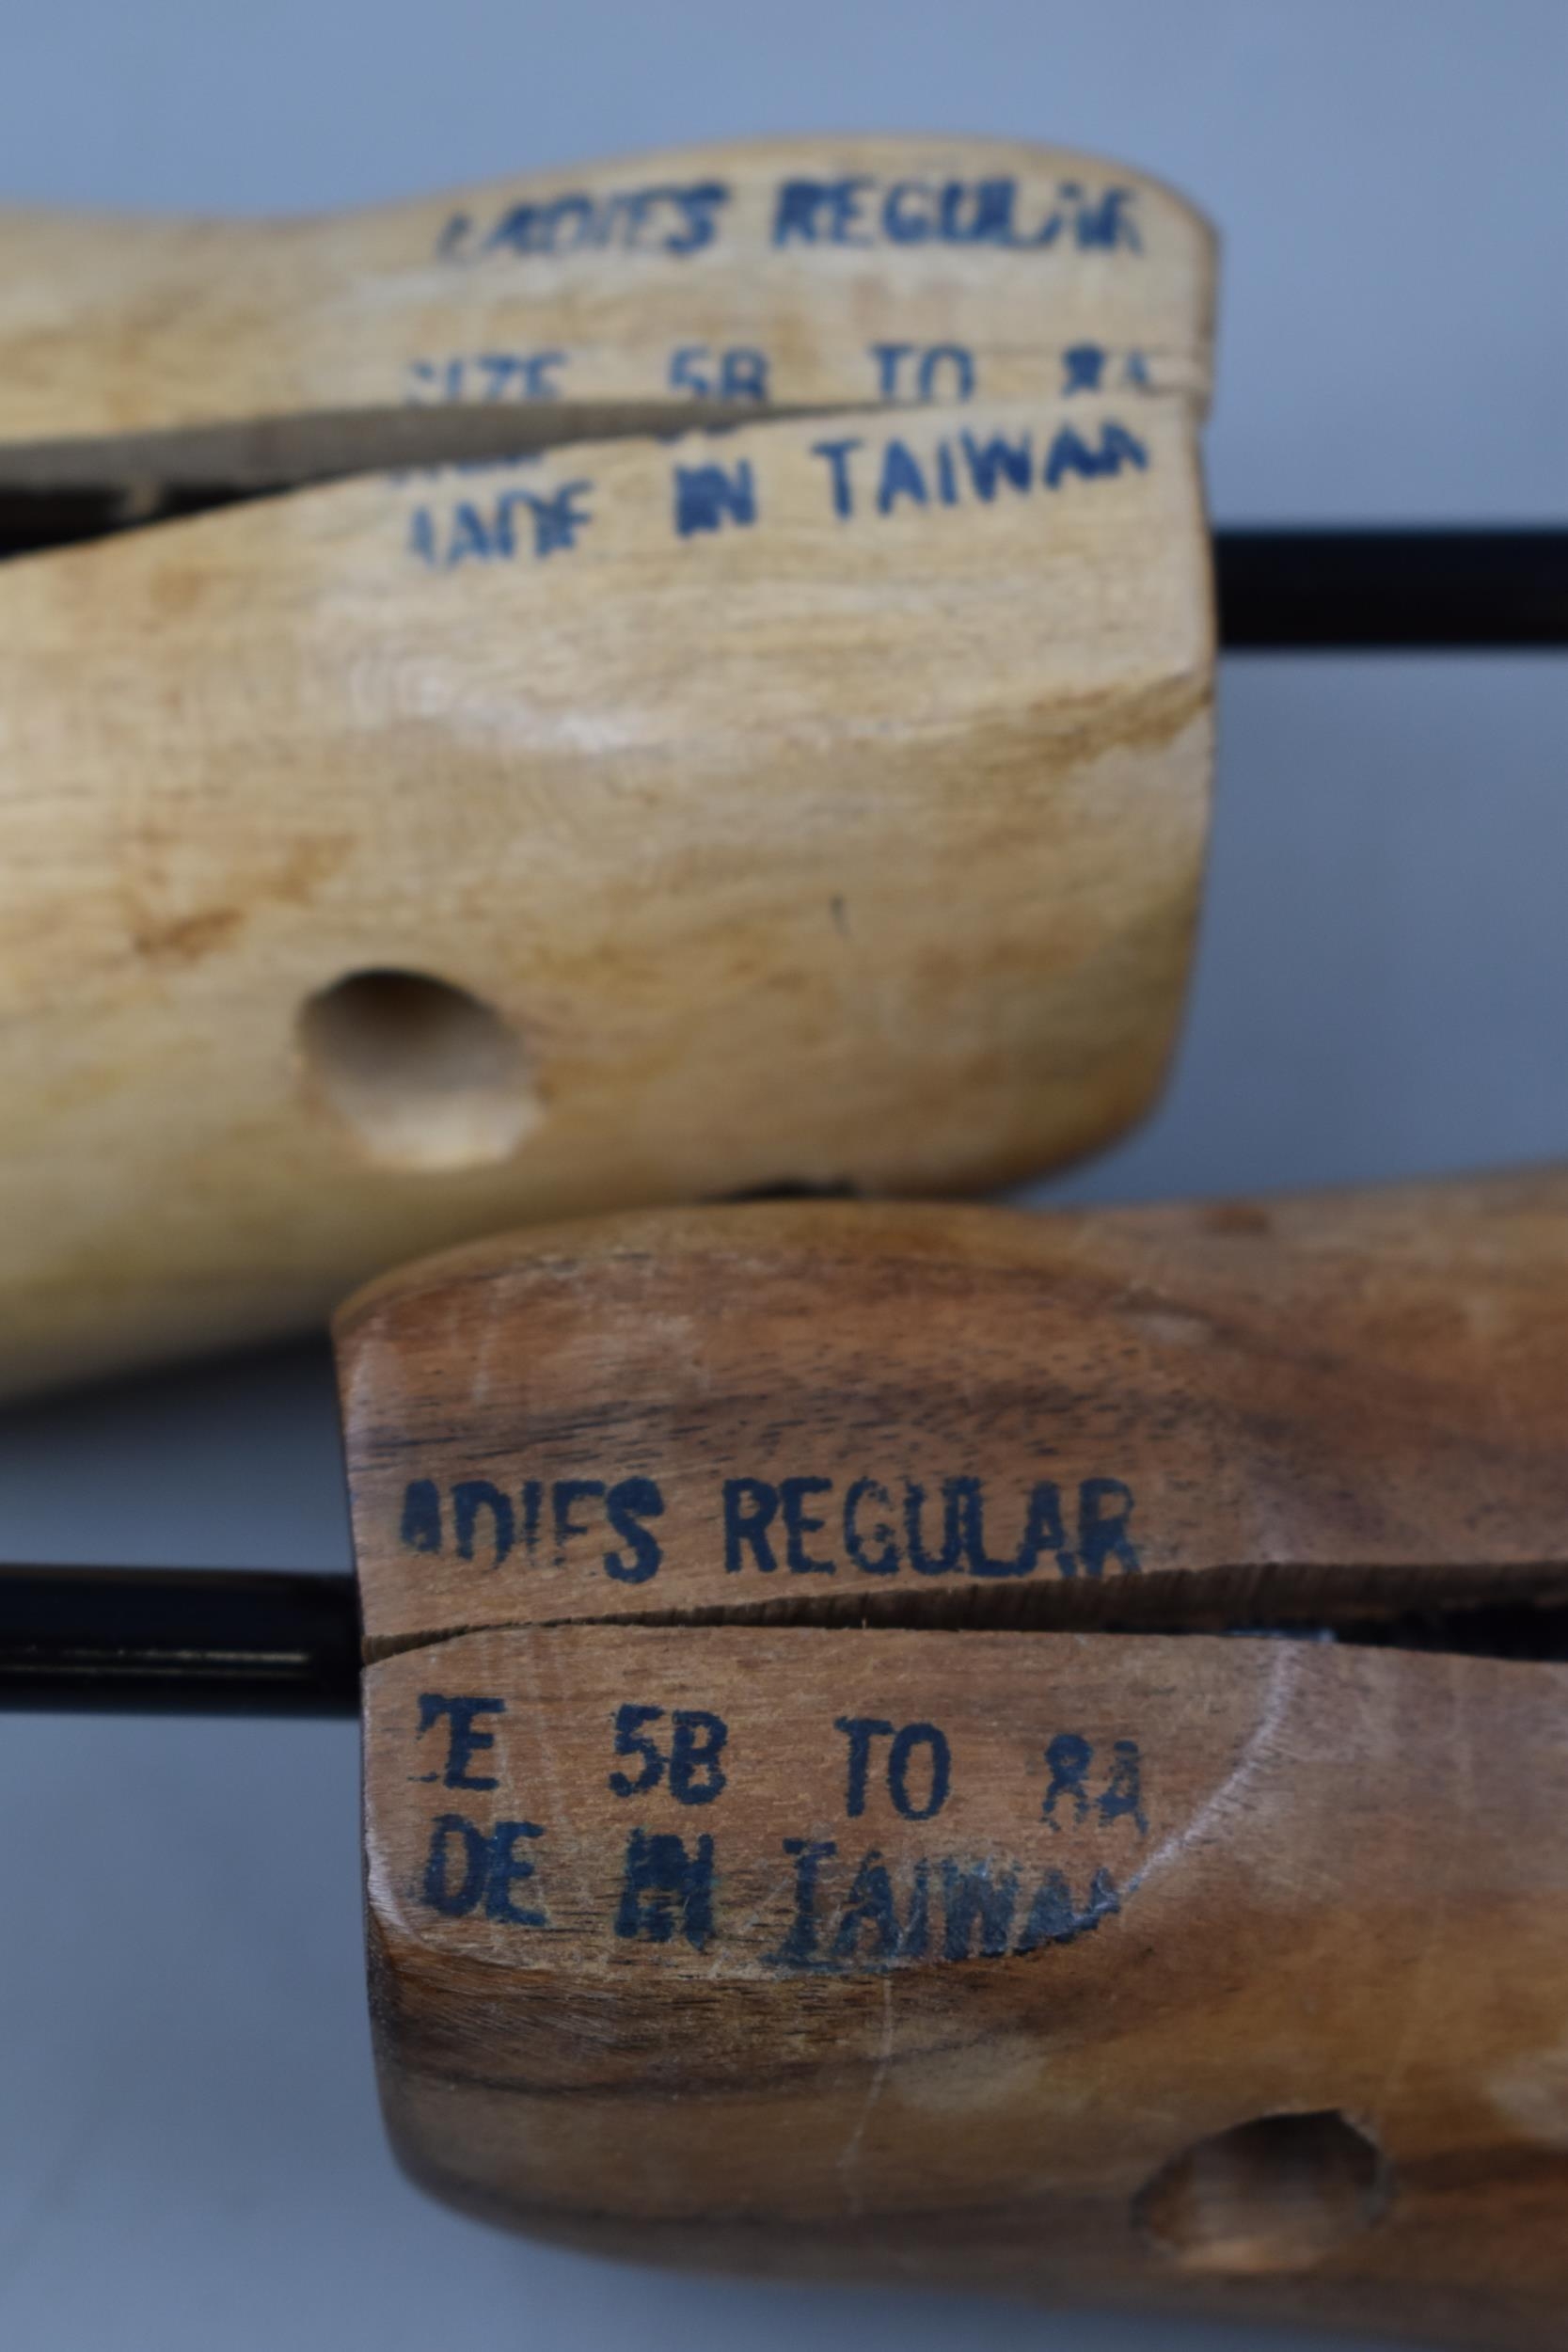 LADIES REGULAR
SIZE 5B TO 8A
MADE IN TAIWAN
ADIES REGULAR
ZE 5B TO 8A
DE IN TAIWAN